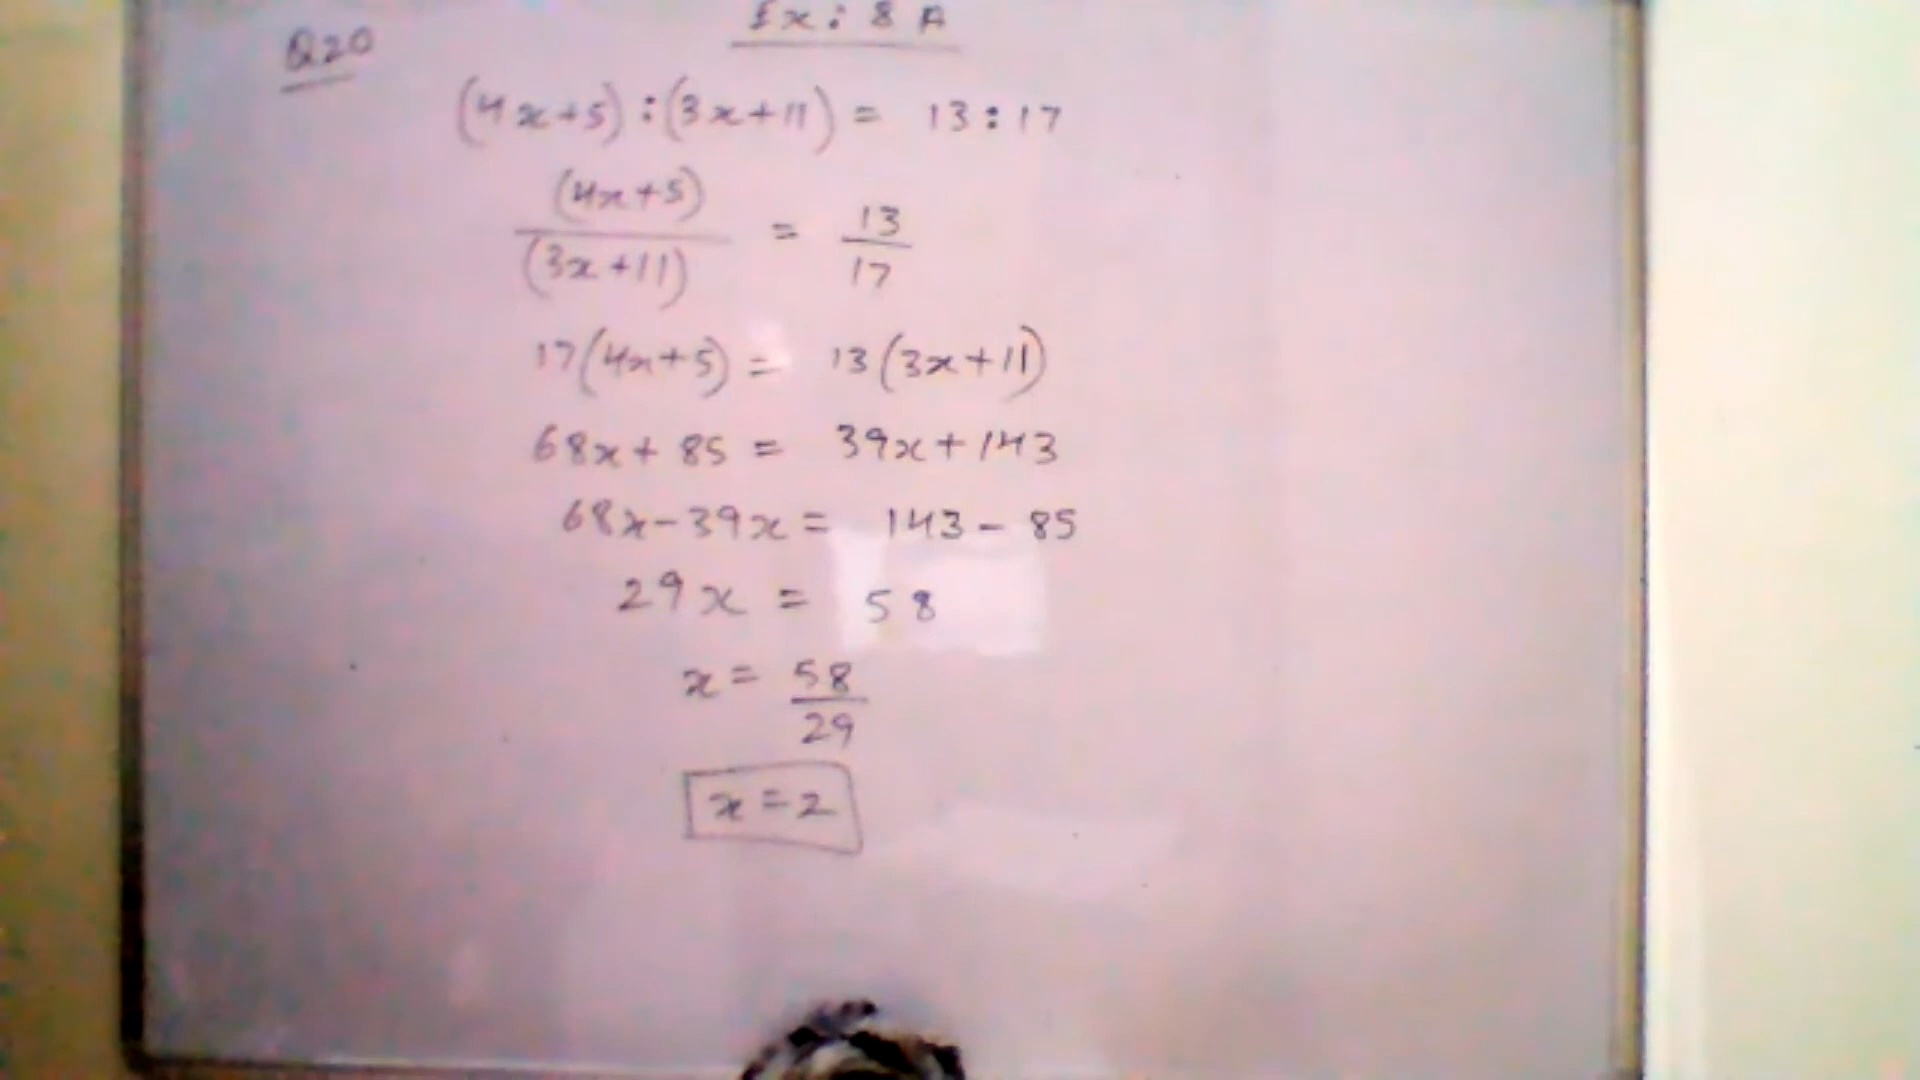 Ex: 8 A
Q20
(4x+5) : (3x+11) = 13 : 17
(4x+5)/(3x+11) = 13/17
17(4x+5) = 13(3x+11)
68x + 85 = 39x + 143
68x - 39x = 143 - 85
29x = 58
x = 58/29
x = 2